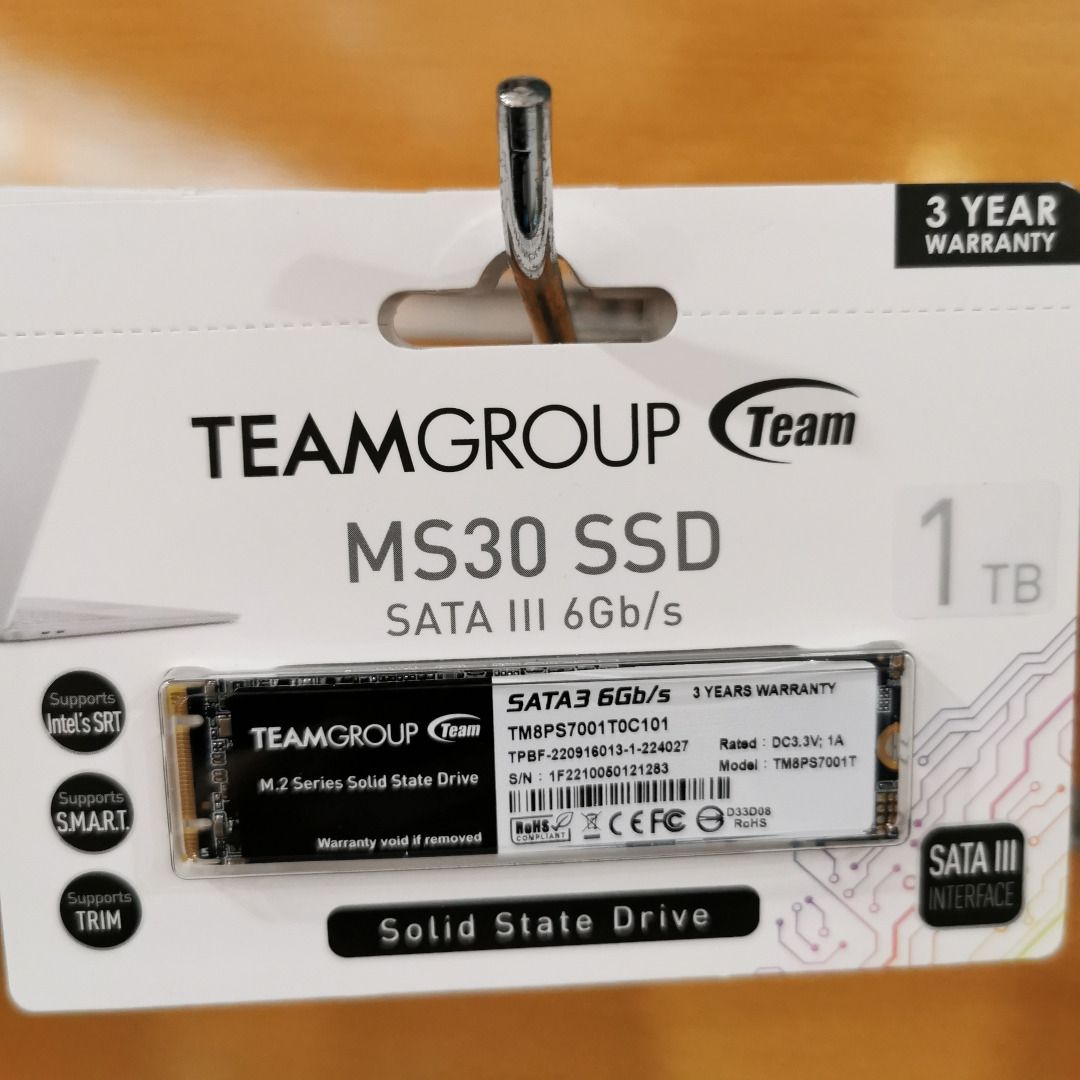 3 YEAR
WARRANTY
TEAMGROUP Team
MS30 SSD
SATA III 6Gb/s
1 TB
Supports
Intel's SRT
Supports
S.M.A.R.T.
Supports
TRIM
TEAMGROUP Team
M.2 Series Solid State Drive
Warranty void if removed
SATA3 6Gb/s 3 YEARS WARRANTY
TM8PS7001T0C101
TPBF-220916013-1-224027
Rated : DC3.3V; 1A
S/N : 1F2210050121283
Model : TM8PS7001T
RoHS
COMPLIANT
CE FC
D33D08
RoHS
SATA III
INTERFACE
Solid State Drive